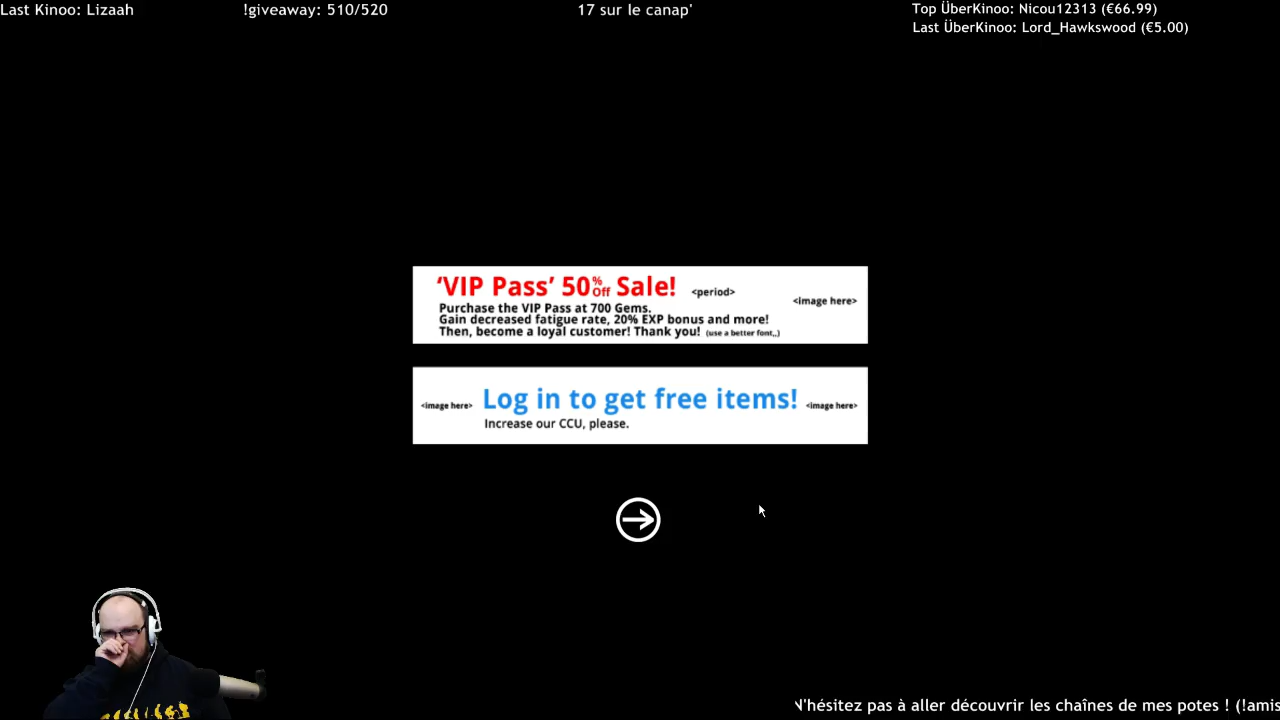 Last Kinoo: Lizaah
!giveaway: 510/520
17 sur le canap'
Top ÜberKinoo: Nicou12313 (€66.99)
Last ÜberKinoo: Lord_Hawkswood (€5.00)
‘VIP Pass’ 50% Off Sale! <period>
<image here>
Purchase the VIP Pass at 700 Gems.
Gain decreased fatigue rate, 20% EXP bonus and more!
Then, become a loyal customer! Thank you! (use a better font,,)
<image here> Log in to get free items! <image here>
Increase our CCU, please.
N'hésitez pas à aller découvrir les chaînes de mes potes ! (!amis